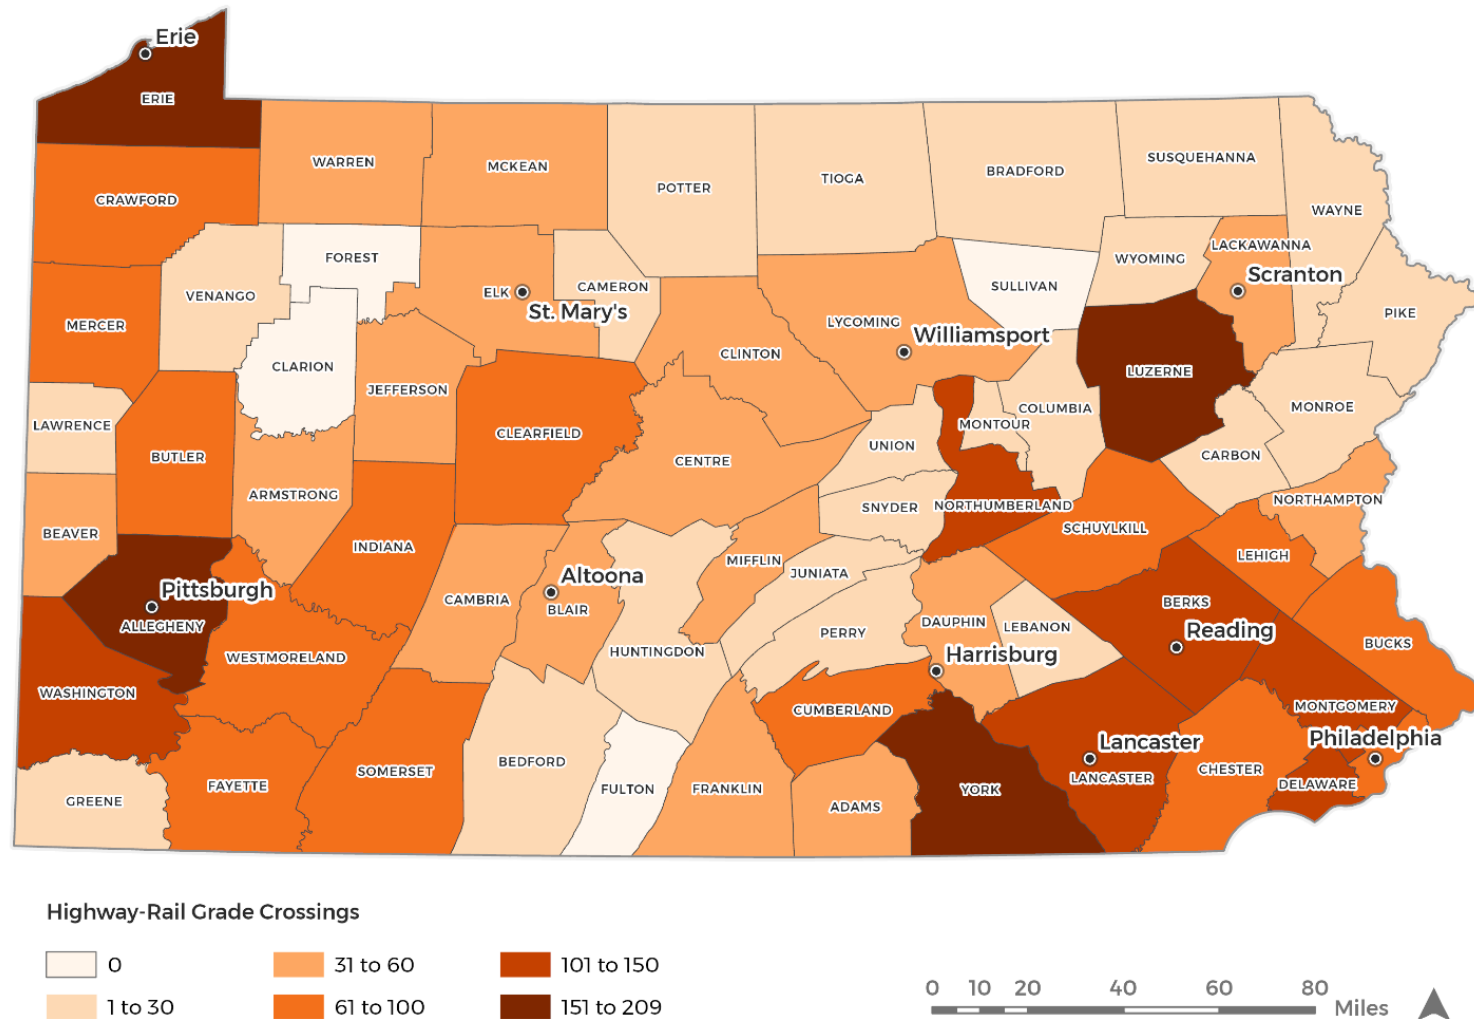 Erie
ERIE
WARREN
MCKEAN
POTTER
TIOGA
BRADFORD
SUSQUEHANNA
WAYNE
CRAWFORD
FOREST
VENANGO
ELK
St. Mary's
CAMERON
SULLIVAN
WYOMING
LACKAWANNA
Scranton
PIKE
MERCER
CLARION
JEFFERSON
CLINTON
LYCOMING
Williamsport
LUZERNE
MONROE
LAWRENCE
BUTLER
CLEARFIELD
CENTRE
UNION
MONTOUR
COLUMBIA
CARBON
ARMSTRONG
SNYDER
NORTHUMBERLAND
SCHUYLKILL
NORTHAMPTON
BEAVER
INDIANA
MIFFLIN
JUNIATA
LEHIGH
Pittsburgh
ALLEGHENY
CAMBRIA
Altoona
BLAIR
PERRY
DAUPHIN
LEBANON
BERKS
Reading
BUCKS
WESTMORELAND
HUNTINGDON
Harrisburg
WASHINGTON
CUMBERLAND
MONTGOMERY
Lancaster
LANCASTER
Philadelphia
GREENE
FAYETTE
SOMERSET
BEDFORD
FULTON
FRANKLIN
ADAMS
YORK
CHESTER
DELAWARE
Highway-Rail Grade Crossings
0
31 to 60
101 to 150
1 to 30
61 to 100
151 to 209
0 10 20 40 60 80
Miles